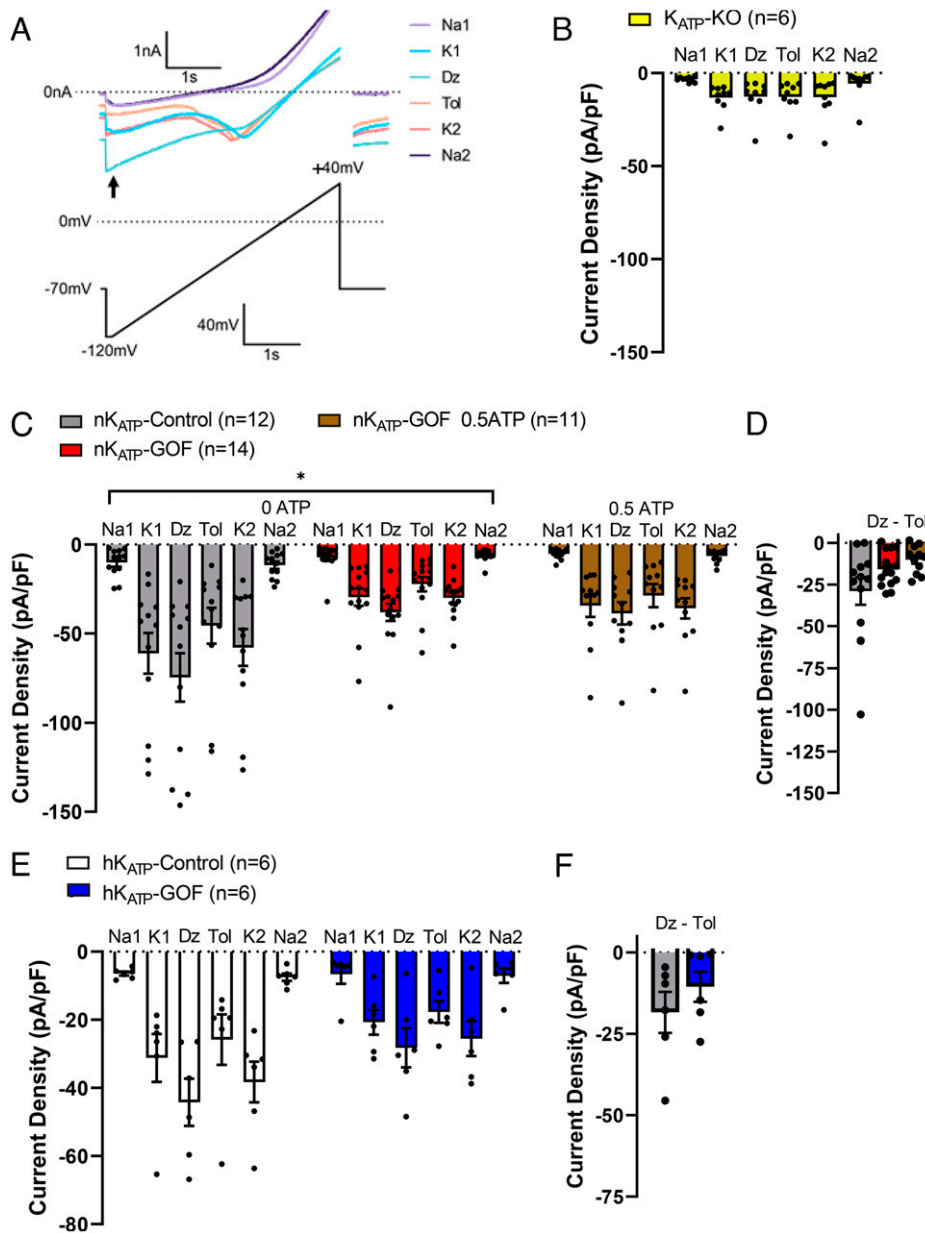 A
1nA
1s
0nA
Na1
K1
Dz
Tol
K2
Na2
+40mV
0mV
-70mV
-120mV
40mV
1s
B
KATP-KO (n=6)
Na1 K1 Dz Tol K2 Na2
0
-50
-100
-150
Current Density (pA/pF)
C
nKATP-Control (n=12)
nKATP-GOF 0.5ATP (n=11)
nKATP-GOF (n=14)
*
0 ATP
0.5 ATP
Na1 K1 Dz Tol K2 Na2 Na1 K1 Dz Tol K2 Na2 Na1 K1 Dz Tol K2 Na2
0
-50
-100
-150
Current Density (pA/pF)
D
Dz - Tol
0
-25
-50
-75
-100
-125
-150
Current Density (pA/pF)
E
hKATP-Control (n=6)
hKATP-GOF (n=6)
Na1 K1 Dz Tol K2 Na2 Na1 K1 Dz Tol K2 Na2
0
-20
-40
-60
-80
Current Density (pA/pF)
F
Dz - Tol
0
-25
-50
-75
Current Density (pA/pF)